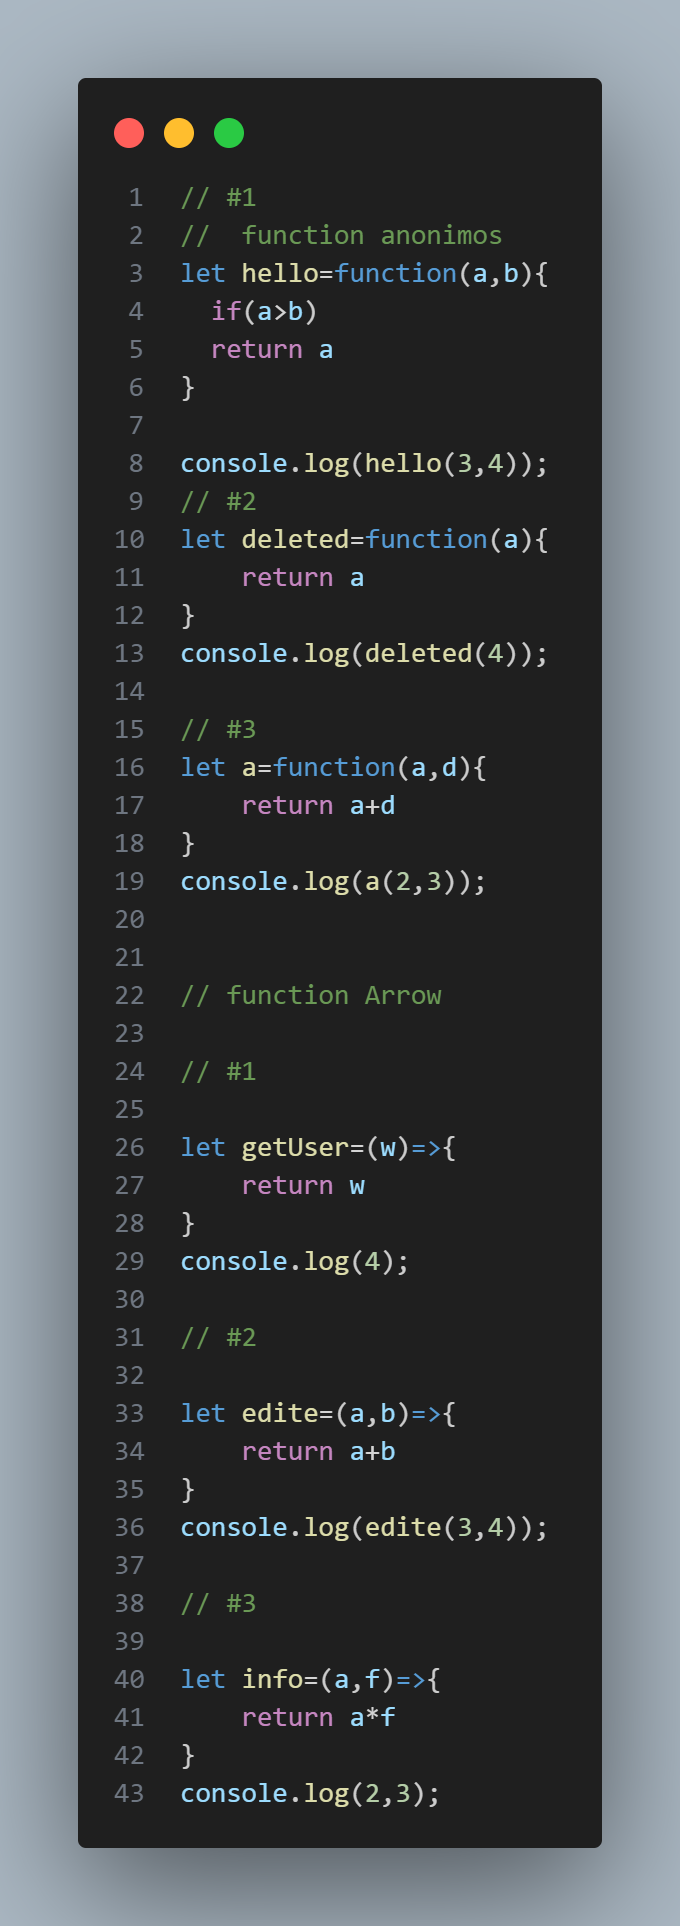 1 // #1
2 //  function anonimos
3 let hello=function(a,b){
4   if(a>b)
5   return a
6 }
7
8 console.log(hello(3,4));
9 // #2
10 let deleted=function(a){
11     return a
12 }
13 console.log(deleted(4));
14
15 // #3
16 let a=function(a,d){
17     return a+d
18 }
19 console.log(a(2,3));
20
21
22 // function Arrow
23
24 // #1
25
26 let getUser=(w)=>{
27     return w
28 }
29 console.log(4);
30
31 // #2
32
33 let edite=(a,b)=>{
34     return a+b
35 }
36 console.log(edite(3,4));
37
38 // #3
39
40 let info=(a,f)=>{
41     return a*f
42 }
43 console.log(2,3);